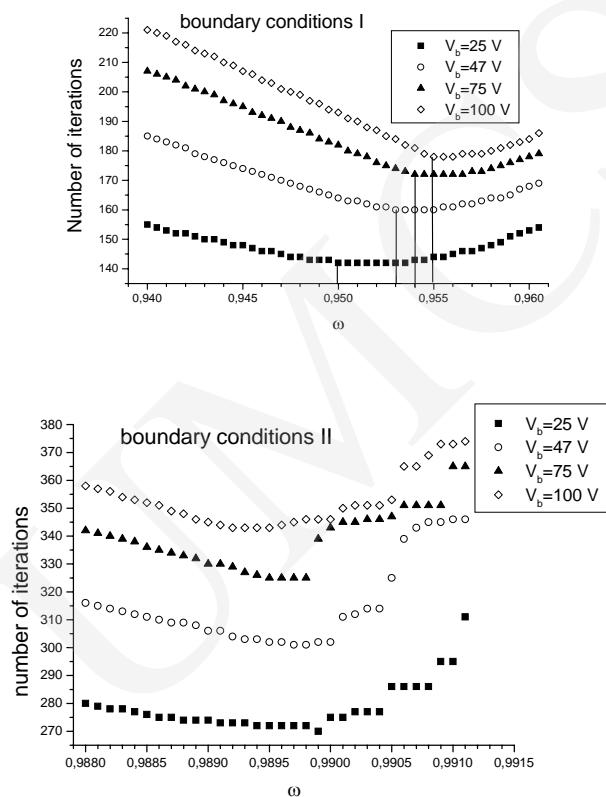 boundary conditions I
V_b=25 V
V_b=47 V
V_b=75 V
V_b=100 V
Number of iterations
220
210
200
190
180
170
160
150
140
0,940
0,945
0,950
0,955
0,960
ω
boundary conditions II
V_b=25 V
V_b=47 V
V_b=75 V
V_b=100 V
number of iterations
380
370
360
350
340
330
320
310
300
290
280
270
0,9880
0,9885
0,9890
0,9895
0,9900
0,9905
0,9910
0,9915
ω
UMCS